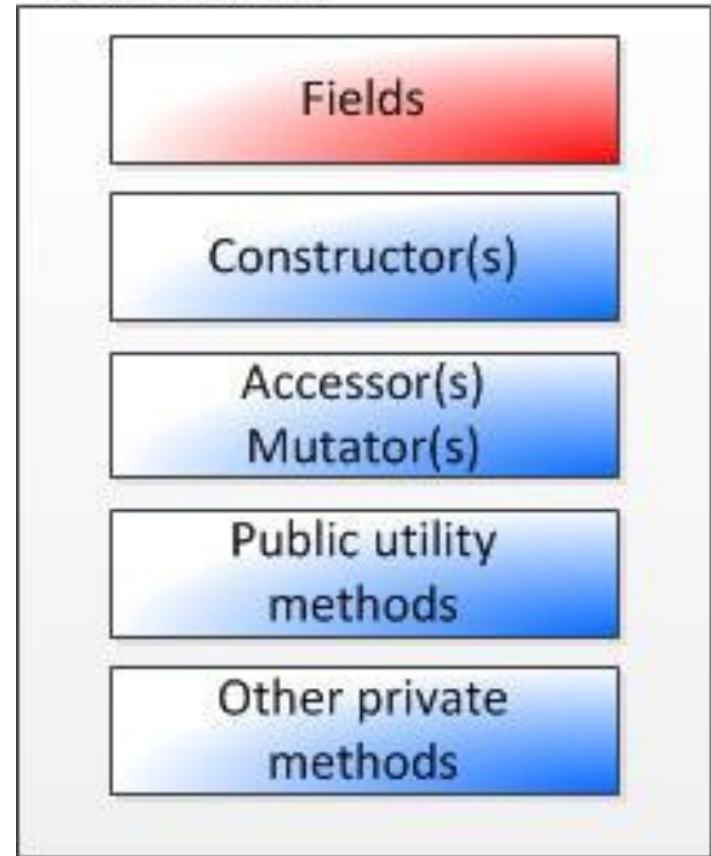 Fields
Constructor(s)
Accessor(s)
Mutator(s)
Public utility
methods
Other private
methods